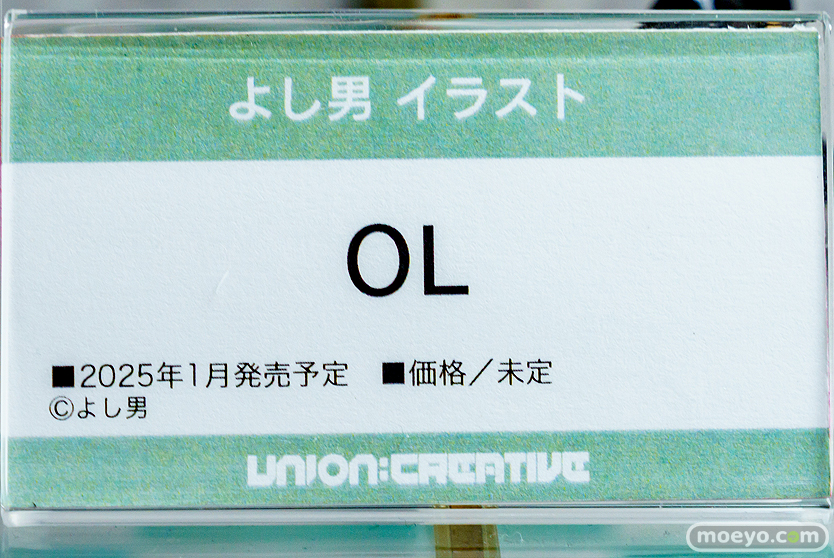 よし男 イラスト
OL
■2025年1月発売予定　■価格／未定
©よし男
UNION:CREATIVE
moeyo.com